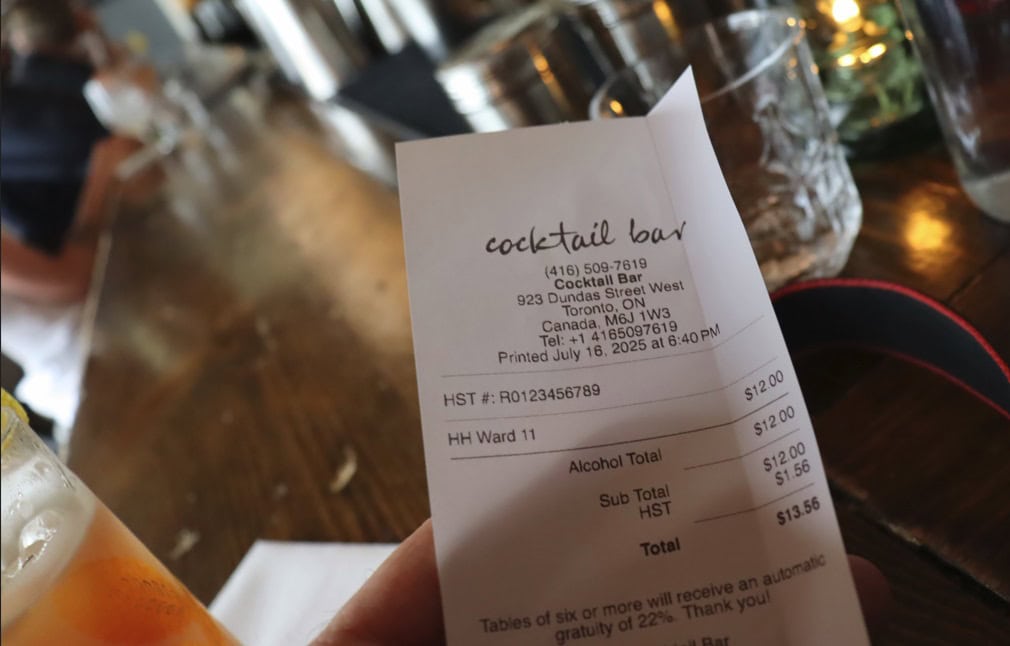 cocktail bar
(416) 509-7619
Cocktail Bar
923 Dundas Street West
Toronto, ON
Canada, M6J 1W3
Tel: +1 4165097619
Printed July 16, 2025 at 6:40 PM
HST #: R0123456789
HH Ward 11 $12.00
Alcohol Total $12.00
Sub Total $12.00
HST $1.56
Total $13.56
Tables of six or more will receive an automatic
gratuity of 22%. Thank you!
Bar